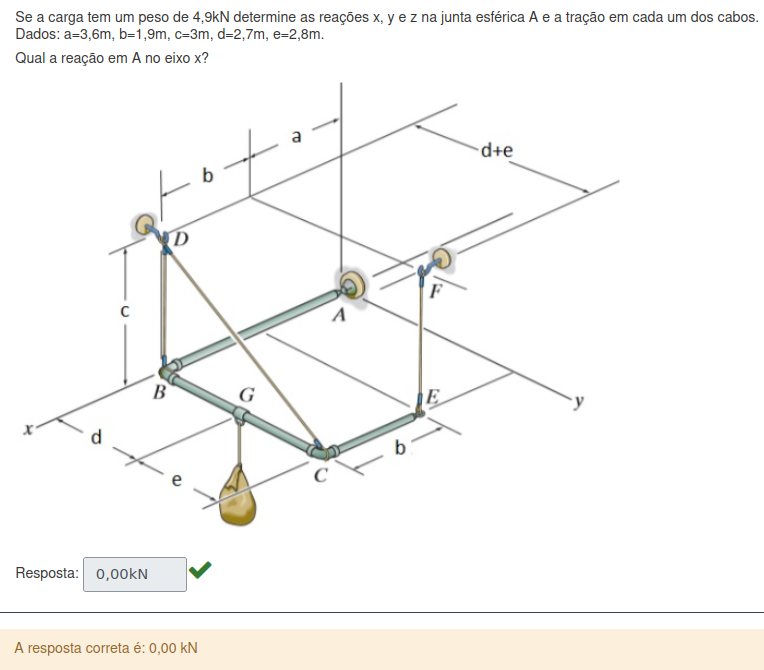 Se a carga tem um peso de 4,9kN determine as reações x, y e z na junta esférica A e a tração em cada um dos cabos.
Dados: a=3,6m, b=1,9m, c=3m, d=2,7m, e=2,8m.
Qual a reação em A no eixo x?
a
d+e
b
D
c
F
A
B
G
E
y
x
d
b
e
C
Resposta: 0,00kN
A resposta correta é: 0,00 kN